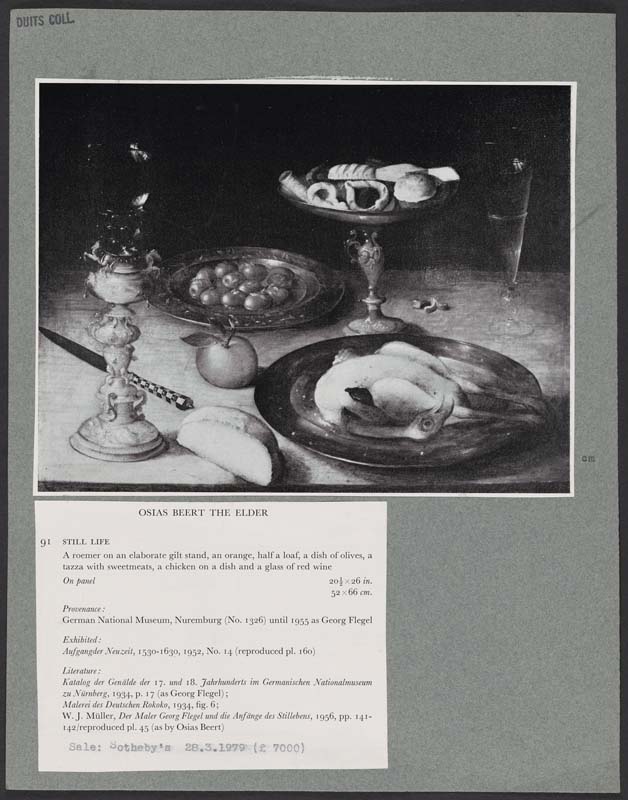 DUITS COLL.
GM
OSIAS BEERT THE ELDER
91 STILL LIFE
A roemer on an elaborate gilt stand, an orange, half a loaf, a dish of olives, a
tazza with sweetmeats, a chicken on a dish and a glass of red wine
On panel 20½ × 26 in.
52 × 66 cm.
Provenance:
German National Museum, Nuremburg (No. 1326) until 1955 as Georg Flegel
Exhibited:
Aufgangder Neuzeit, 1530-1630, 1952, No. 14 (reproduced pl. 160)
Literature:
Katalog der Genälde der 17. und 18. Jahrhunderts im Germanischen Nationalmuseum
zu Nürnberg, 1934, p. 17 (as Georg Flegel);
Malerei des Deutschen Rokoko, 1934, fig. 6;
W. J. Müller, Der Maler Georg Flegel und die Anfänge des Stillebens, 1956, pp. 141-
142/reproduced pl. 45 (as by Osias Beert)
Sale: Sotheby's 28.3.1979 (£ 7000)